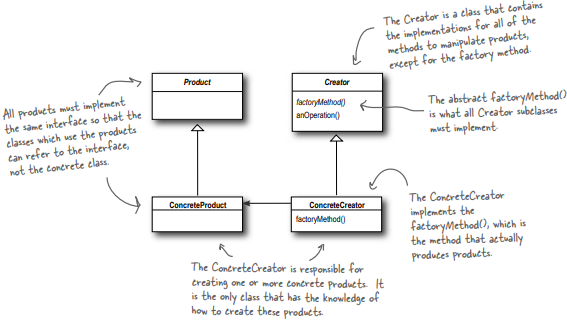 The Creator is a class that contains
the implementations for all of the
methods to manipulate products,
except for the factory method.
Product
Creator
factoryMethod()
anOperation()
All products must implement
the same interface so that the
classes which use the products
can refer to the interface,
not the concrete class.
The abstract factoryMethod()
is what all Creator subclasses
must implement.
ConcreteProduct
ConcreteCreator
factoryMethod()
The ConcreteCreator
implements the
factoryMethod(), which is
the method that actually
produces products.
The ConcreteCreator is responsible for
creating one or more concrete products. It
is the only class that has the knowledge of
how to create these products.